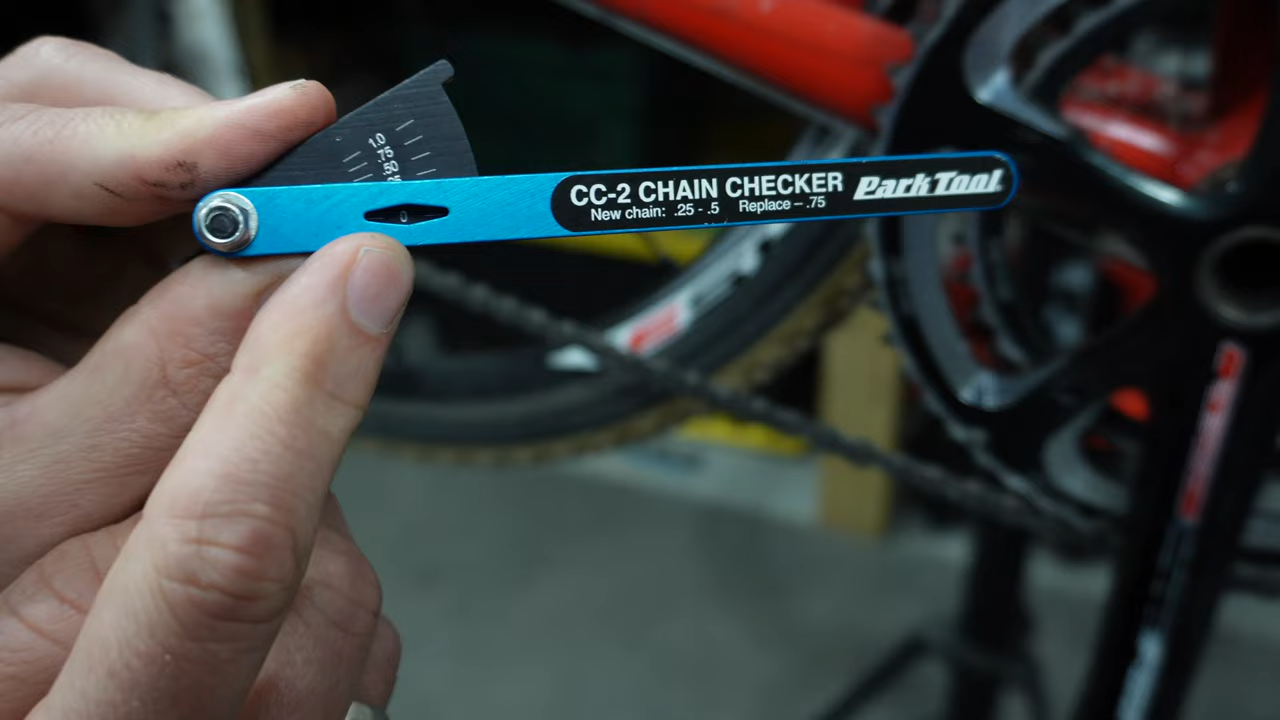 1.0
.75
.50
0
CC-2 CHAIN CHECKER
New chain: .25 - .5 Replace – .75
Park Tool